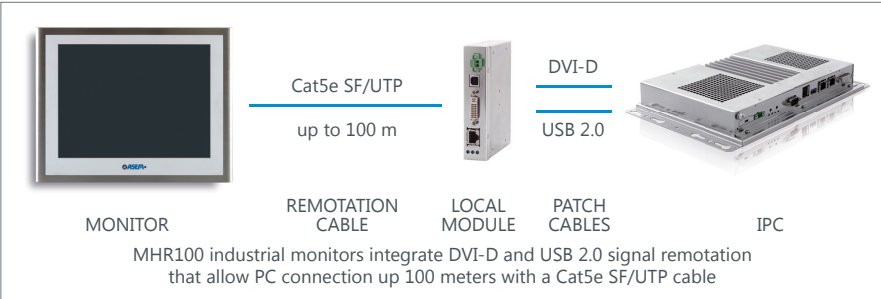 Cat5e SF/UTP
up to 100 m
DVI-D
USB 2.0
ASEM
MONITOR
REMOTATION
CABLE
LOCAL
MODULE
PATCH
CABLES
IPC
MHR100 industrial monitors integrate DVI-D and USB 2.0 signal remotation
that allow PC connection up 100 meters with a Cat5e SF/UTP cable